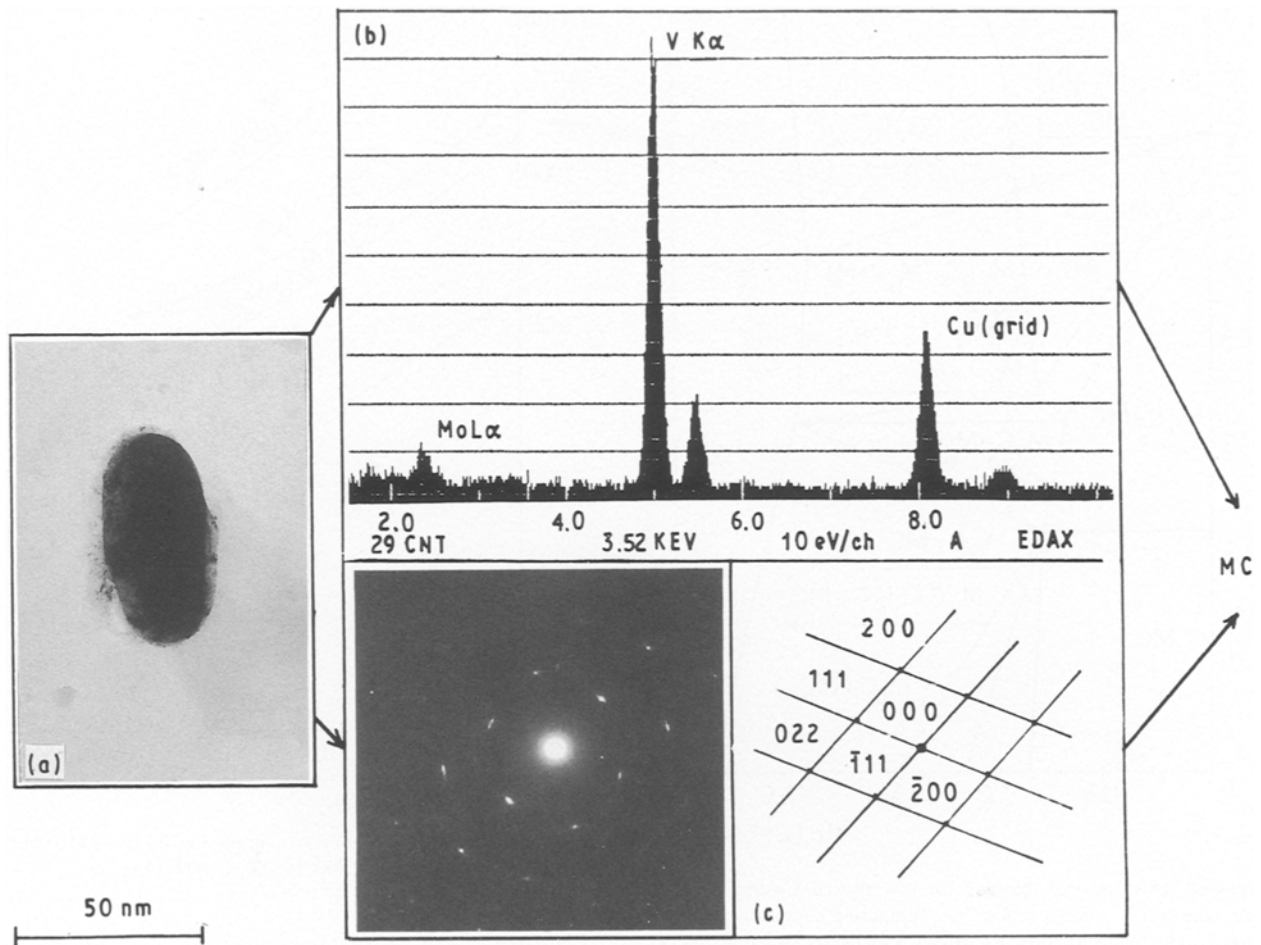 (b)
V Kα
Cu(grid)
MoLα
2.0 4.0 6.0 8.0
29 CNT 3.52 KEV 10 eV/ch A EDAX
MC
(a)
200
111
000
022
1̅11
2̅00
(c)
50 nm